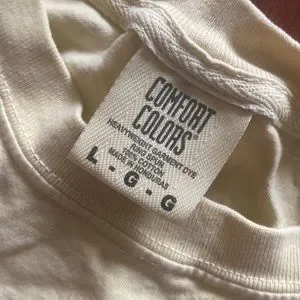 COMFORT
COLORS
HEAVYWEIGHT GARMENT DYE
RING SPUN
100% COTTON
MADE IN HONDURAS
L - G - G